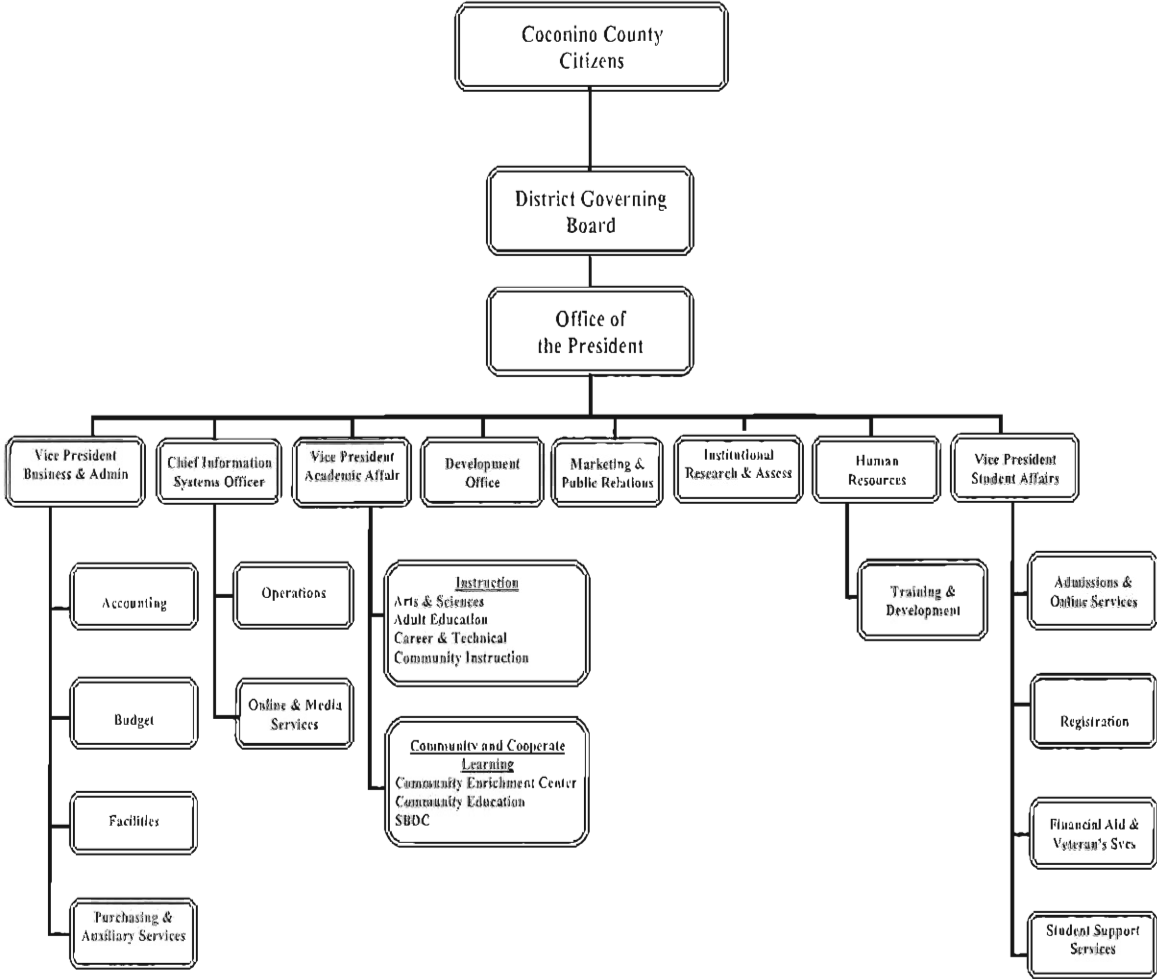 Coconino County
Citizens
District Governing
Board
Office of
the President
Vice President
Business & Admin
Chief Information
Systems Officer
Vice President
Academic Affair
Development
Office
Marketing &
Public Relations
Institutional
Research & Assess
Human
Resources
Vice President
Student Affairs
Accounting
Budget
Facilities
Purchasing &
Auxiliary Services
Operations
Online & Media
Services
Instruction
Arts & Sciences
Adult Education
Career & Technical
Community Instruction
Community and Cooperate
Learning
Community Enrichment Center
Community Education
SBDC
Training &
Development
Admissions &
Online Services
Registration
Financial Aid &
Veteran's Svcs
Student Support
Services